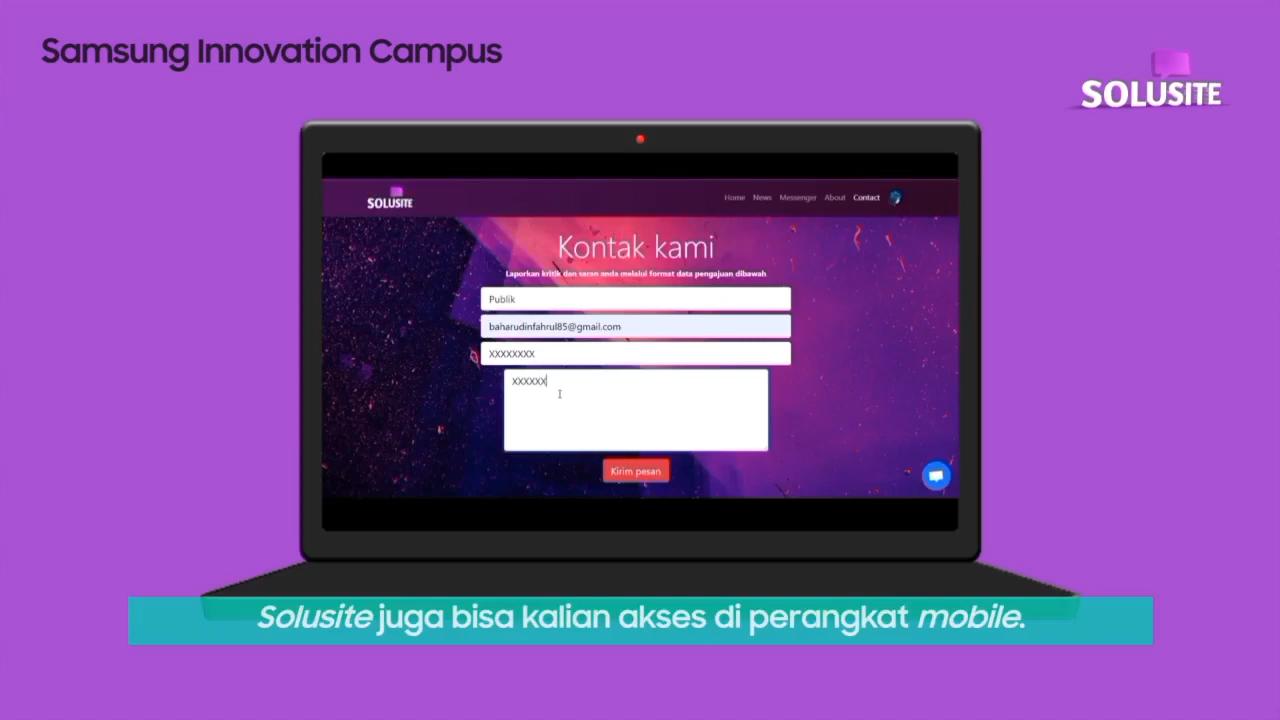 Samsung Innovation Campus
SOLUSITE
SOLUSITE
Home News Messenger About Contact
Kontak kami
Laporkan kritik dan saran anda melalui format data pengajuan dibawah
Publik
baharudinfahrul85@gmail.com
XXXXXXXX
XXXXXX
Kirim pesan
Solusite juga bisa kalian akses di perangkat mobile.